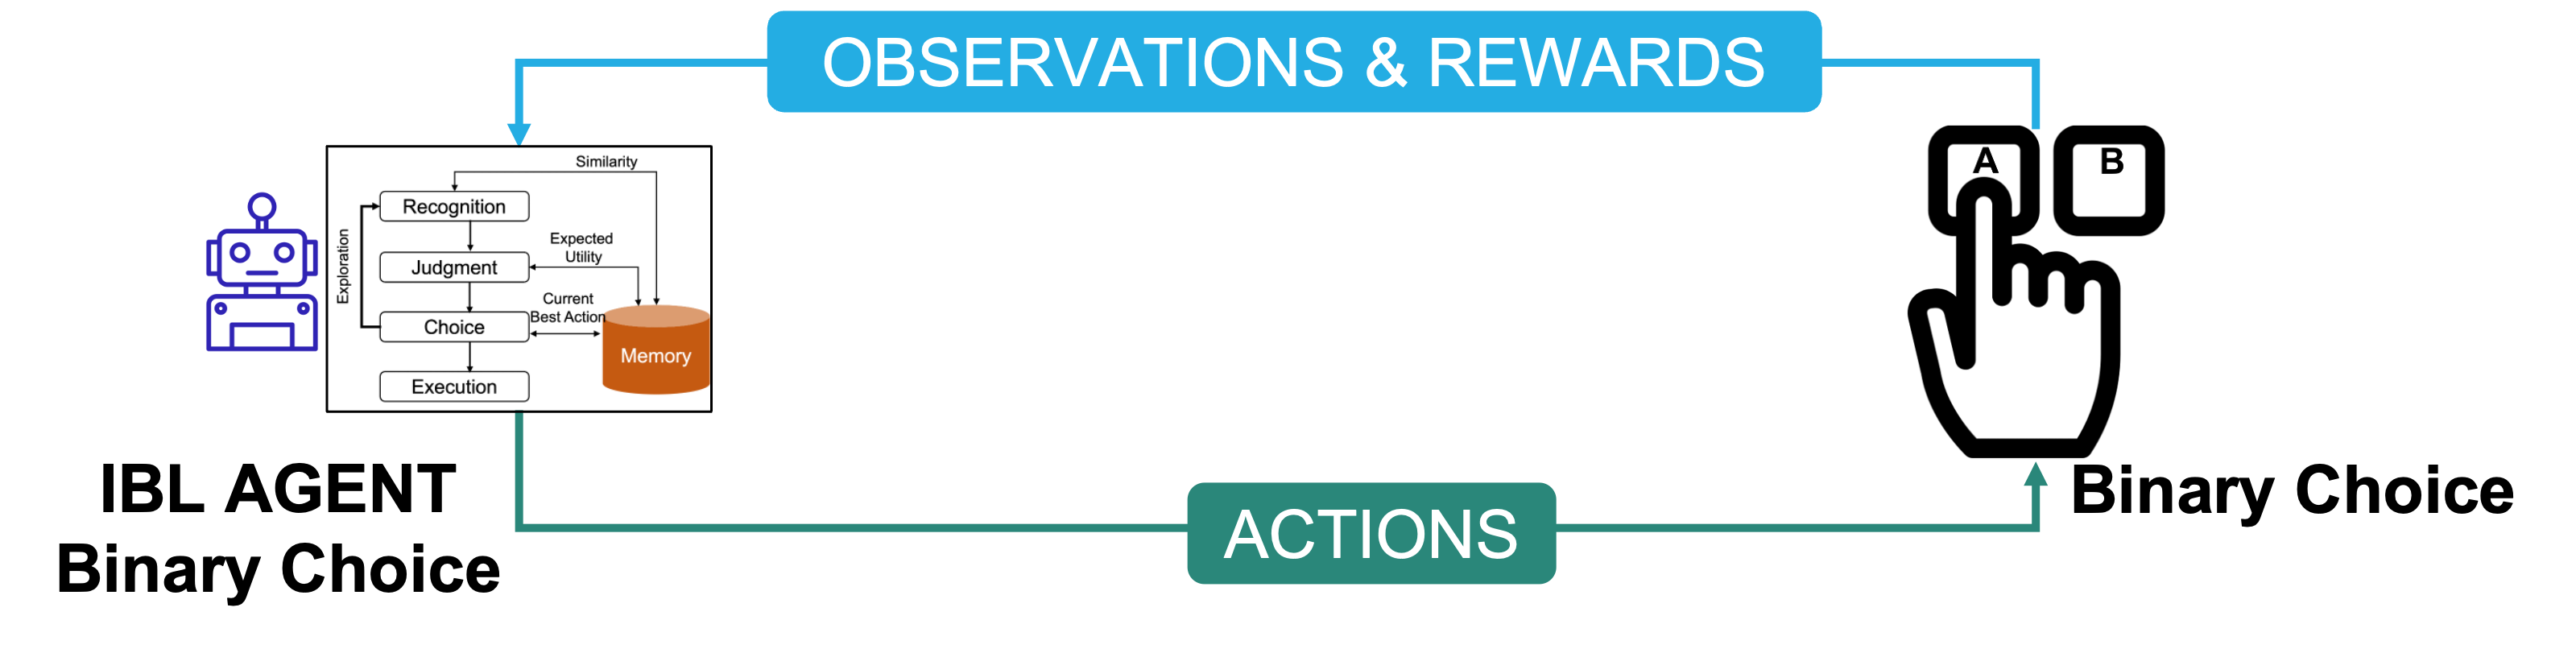 OBSERVATIONS & REWARDS
Similarity
Recognition
Exploration
Expected
Utility
Judgment
Current
Best Action
Choice
Memory
Execution
A
B
IBL AGENT
Binary Choice
ACTIONS
Binary Choice